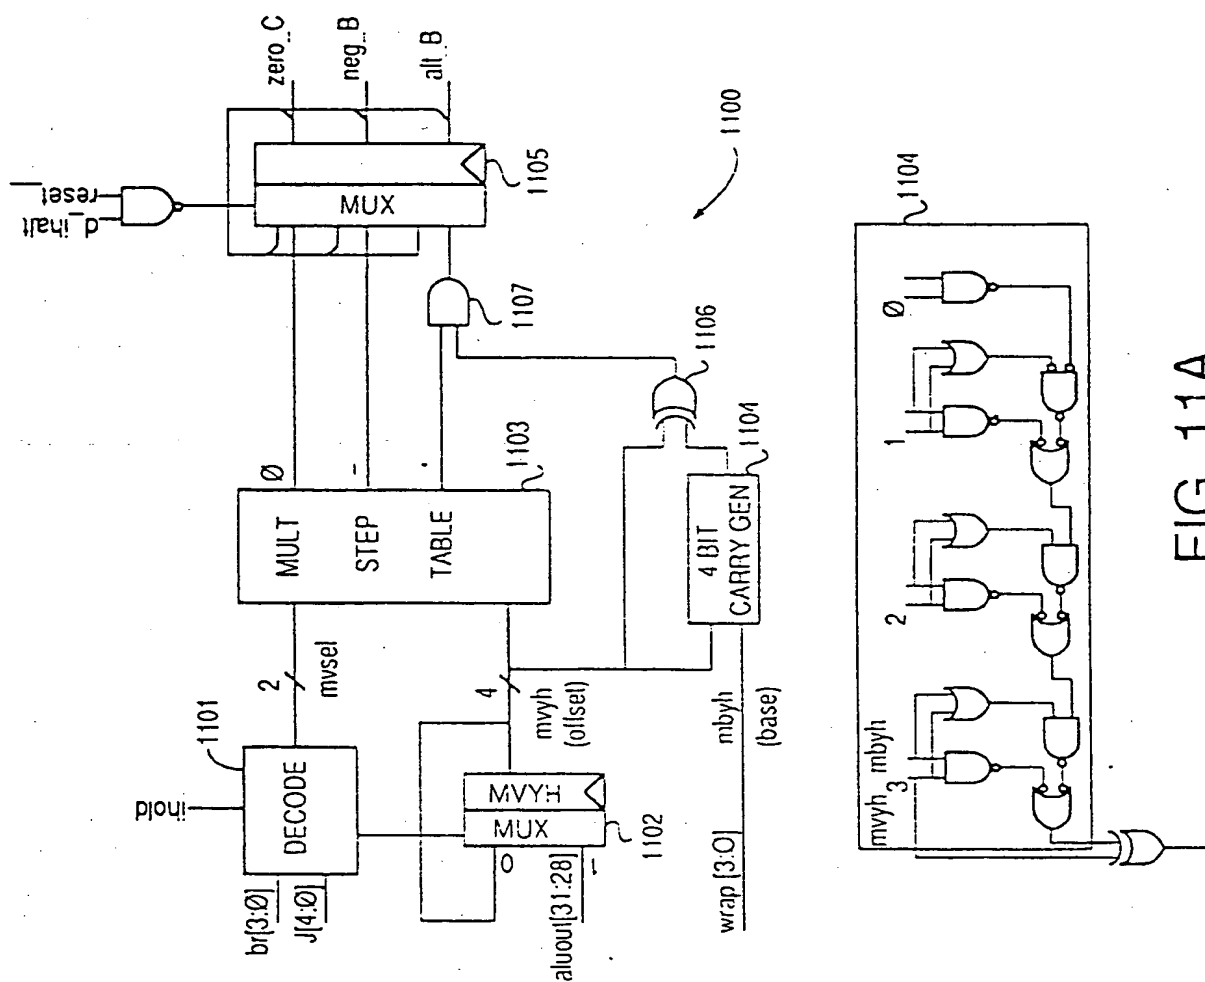 d_ihalt
reset_
zero_C
neg_B
alt_B
MUX
1105
1107
1100
ihold
1101
DECODE
br[3:Ø]
J[4:Ø]
2
mvsel
MULT Ø
STEP -
TABLE
1103
1106
MVYH
MUX
0
1
1102
aluout[31:28]
4
mvyh
(offset)
wrap [3:0]
mbyh
(base)
4 BIT
CARRY GEN
1104
1104
mvyh mbyh
3
2
1
Ø
FIG 11A